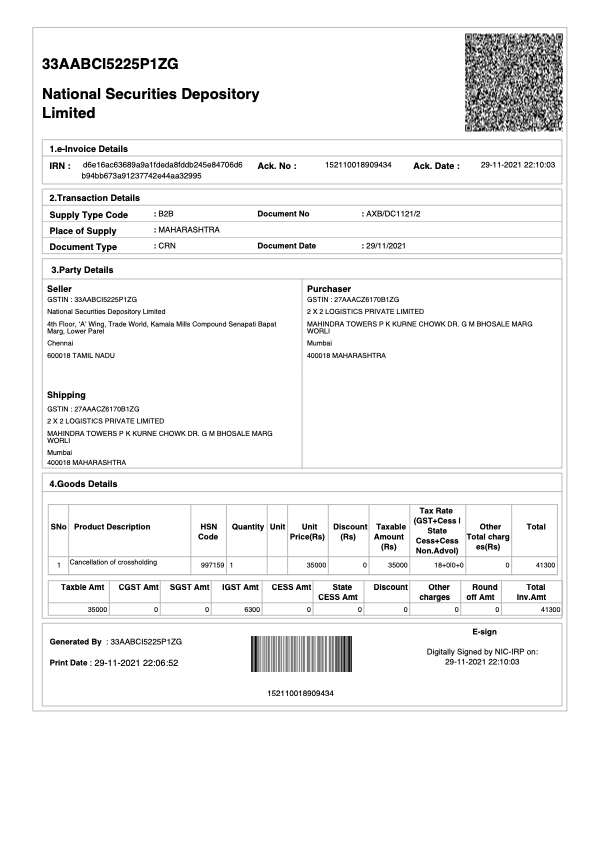 33AABCI5225P1ZG
National Securities Depository
Limited
1.e-Invoice Details
IRN : d6e16ac63689a9a1fdeda8fddb245e84706d6 Ack. No : 152110018909434 Ack. Date : 29-11-2021 22:10:03
b94bb673a91237742e44aa32995
2.Transaction Details
Supply Type Code : B2B Document No : AXB/DC1121/2
Place of Supply : MAHARASHTRA
Document Type : CRN Document Date : 29/11/2021
3.Party Details
Seller
GSTIN : 33AABCI5225P1ZG
National Securities Depository Limited
4th Floor, 'A' Wing, Trade World, Kamala Mills Compound Senapati Bapat
Marg, Lower Parel
Chennai
600018 TAMIL NADU
Purchaser
GSTIN : 27AAACZ6170B1ZG
2 X 2 LOGISTICS PRIVATE LIMITED
MAHINDRA TOWERS P K KURNE CHOWK DR. G M BHOSALE MARG
WORLI
Mumbai
400018 MAHARASHTRA
Shipping
GSTIN : 27AAACZ6170B1ZG
2 X 2 LOGISTICS PRIVATE LIMITED
MAHINDRA TOWERS P K KURNE CHOWK DR. G M BHOSALE MARG
WORLI
Mumbai
400018 MAHARASHTRA
4.Goods Details
SNo Product Description HSN Code Quantity Unit Unit Price(Rs) Discount (Rs) Taxable Amount (Rs) Tax Rate (GST+Cess | State Cess+Cess Non.Advol) Other Total charg es(Rs) Total
1 Cancellation of crossholding 997159 1 35000 0 35000 18+0|0+0 0 41300
Taxble Amt CGST Amt SGST Amt IGST Amt CESS Amt State CESS Amt Discount Other charges Round off Amt Total Inv.Amt
35000 0 0 6300 0 0 0 0 0 41300
Generated By : 33AABCI5225P1ZG
Print Date : 29-11-2021 22:06:52
152110018909434
E-sign
Digitally Signed by NIC-IRP on:
29-11-2021 22:10:03